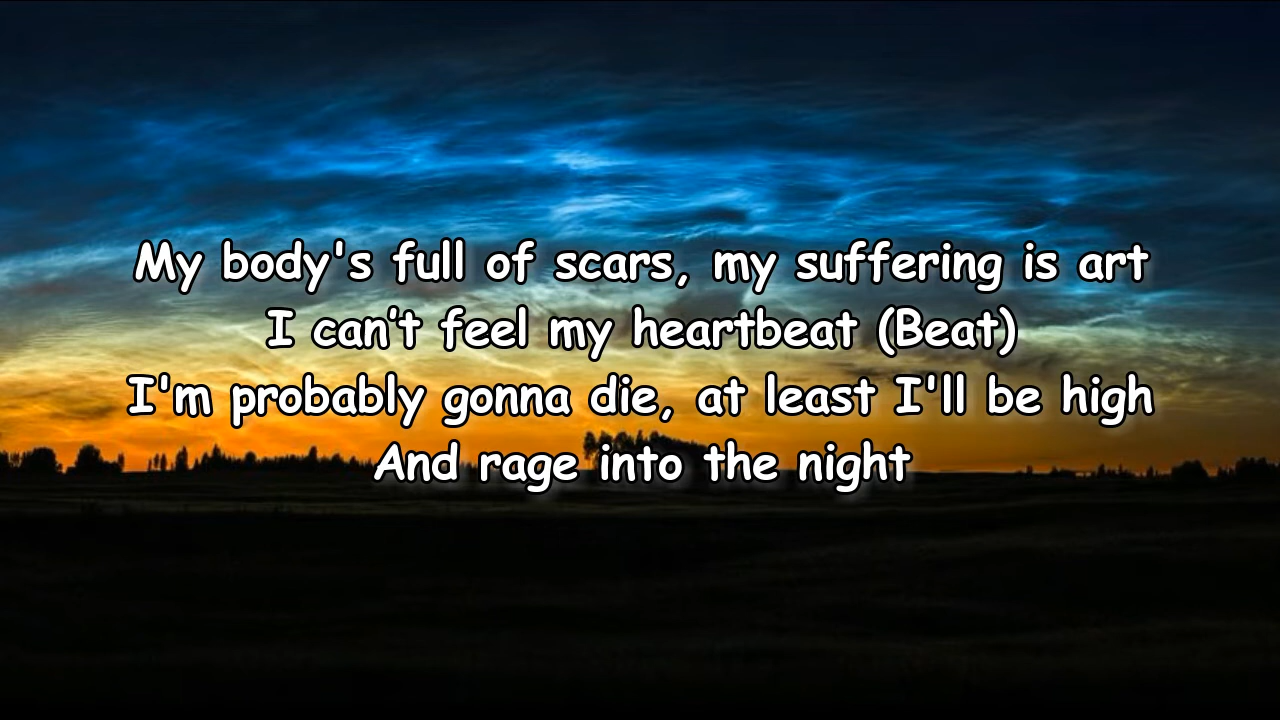 My body's full of scars, my suffering is art
I can’t feel my heartbeat (Beat)
I'm probably gonna die, at least I'll be high
And rage into the night